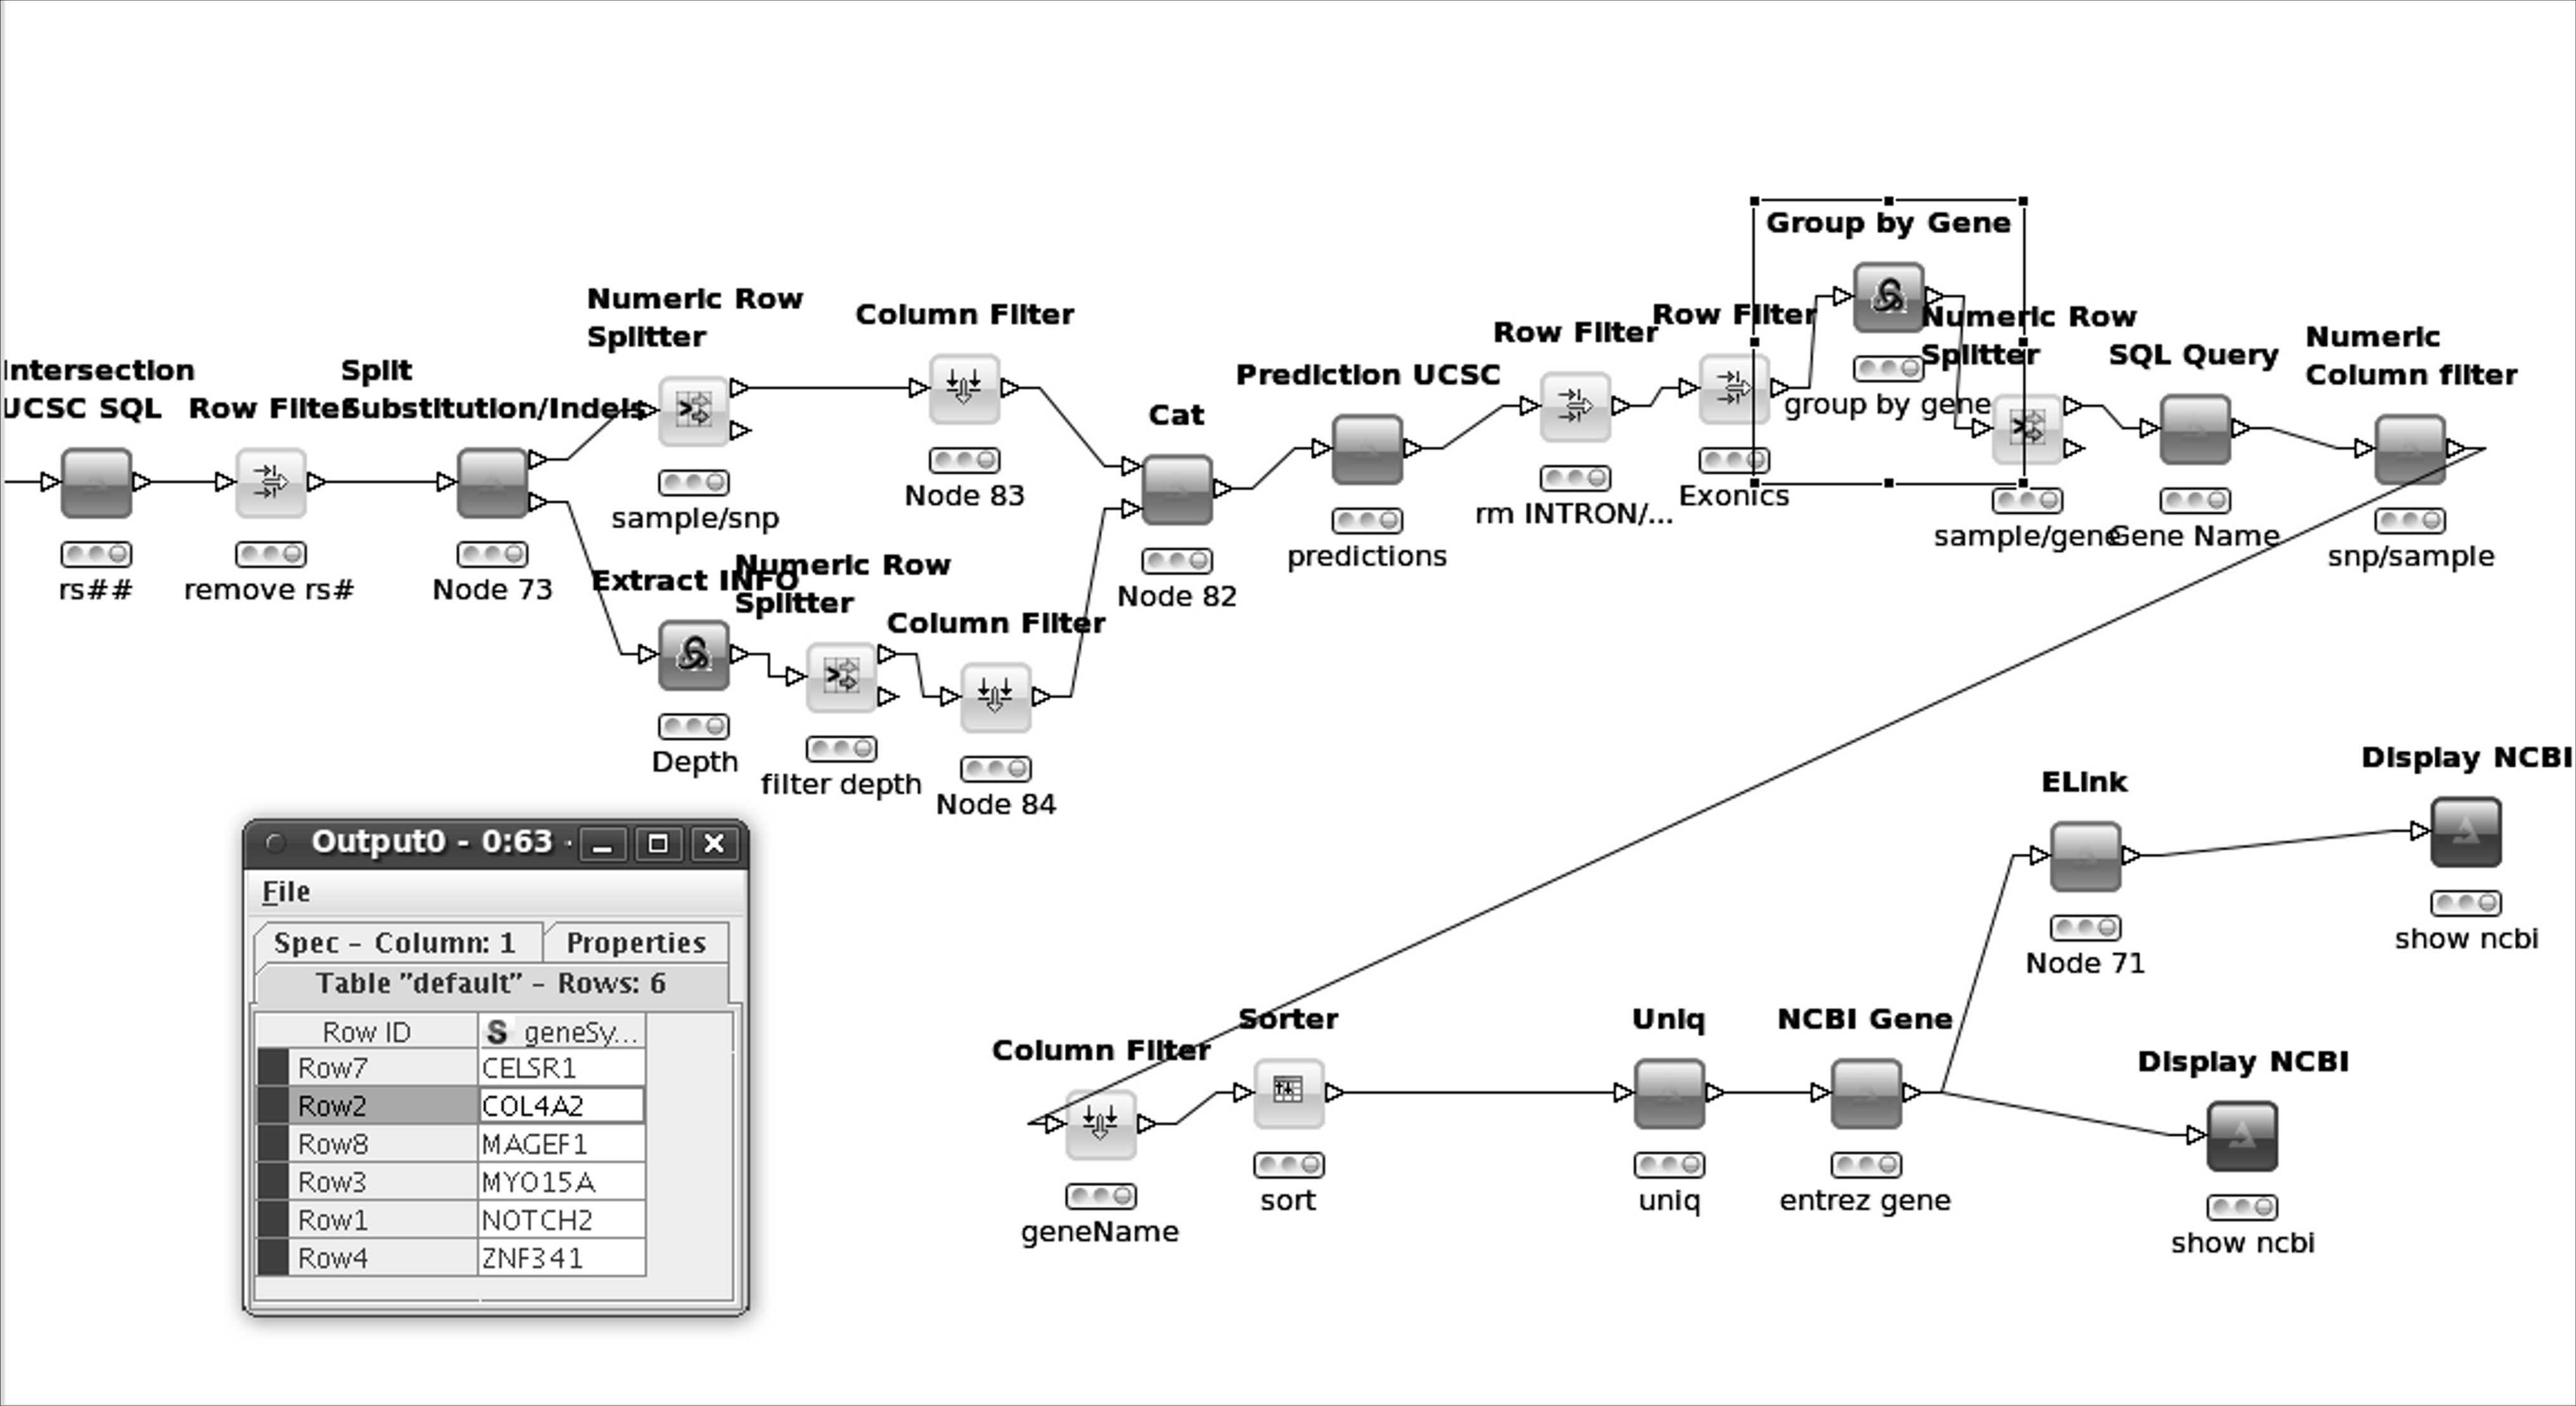 Group by Gene
group by gene
Numeric Row
Splitter
sample/snp
Column Filter
Node 83
Row Filter
rm INTRON/...
Row Filter
Exonics
Numeric Row
Splitter
sample/gene
SQL Query
Gene Name
Numeric
Column filter
snp/sample
Intersection
UCSC SQL
rs##
Row Filter
remove rs#
Split
Substitution/Indels
Node 73
Cat
Node 82
Prediction UCSC
predictions
Extract INFO
Depth
Numeric Row
Splitter
filter depth
Column Filter
Node 84
Output0 - 0:63 -
File
Spec - Column: 1
Properties
Table "default" - Rows: 6
Row ID
S geneSy...
Row7 CELSR1
Row2 COL4A2
Row8 MAGEF1
Row3 MYO15A
Row1 NOTCH2
Row4 ZNF341
ELink
Node 71
Display NCBI
show ncbi
Column Filter
geneName
Sorter
sort
Uniq
uniq
NCBI Gene
entrez gene
Display NCBI
show ncbi